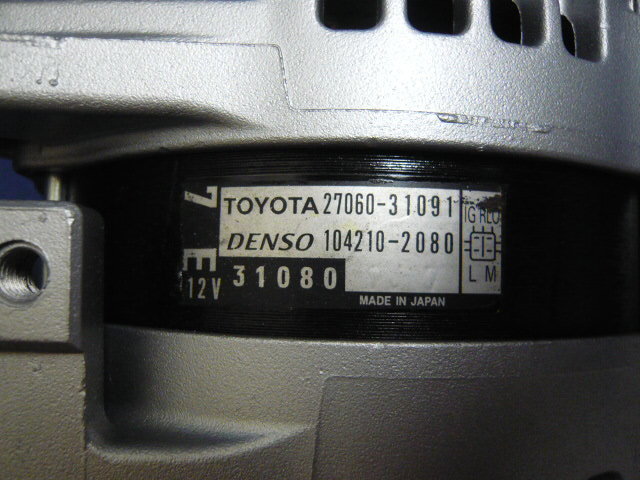 TOYOTA 27060-31091 IG RLO
DENSO 104210-2080
L M
31080
12V
MADE IN JAPAN